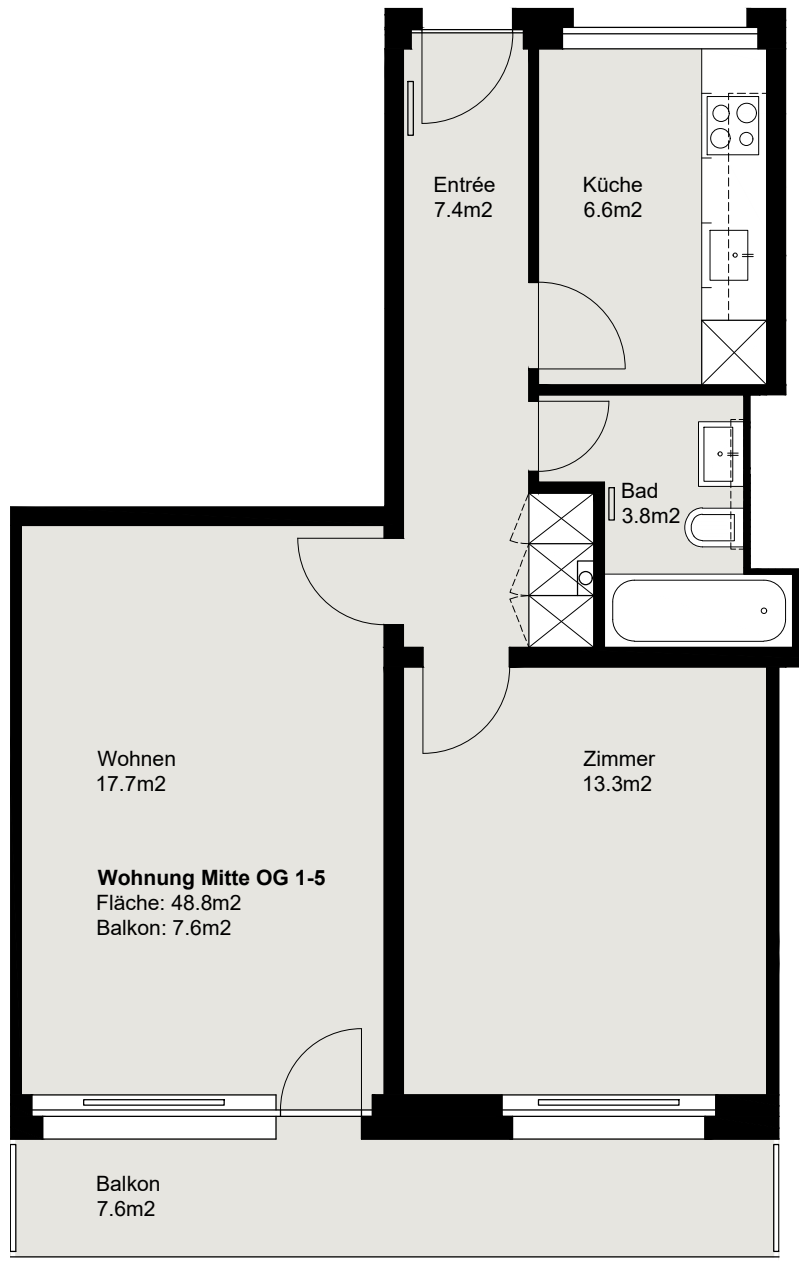 Entrée
7.4m2
Küche
6.6m2
Bad
3.8m2
Wohnen
17.7m2
Zimmer
13.3m2
Wohnung Mitte OG 1-5
Fläche: 48.8m2
Balkon: 7.6m2
Balkon
7.6m2